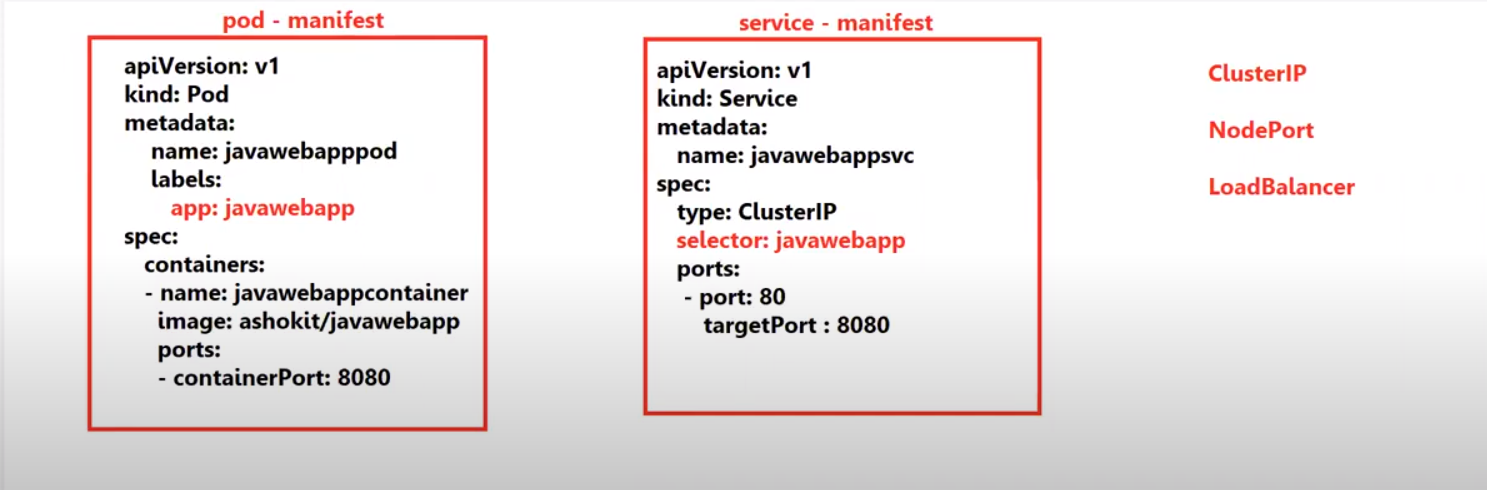 pod - manifest
apiVersion: v1
kind: Pod
metadata:
name: javawebapppod
labels:
app: javawebapp
spec:
containers:
- name: javawebappcontainer
image: ashokit/javawebapp
ports:
- containerPort: 8080
service - manifest
apiVersion: v1
kind: Service
metadata:
name: javawebappsvc
spec:
type: ClusterIP
selector: javawebapp
ports:
- port: 80
targetPort : 8080
ClusterIP
NodePort
LoadBalancer